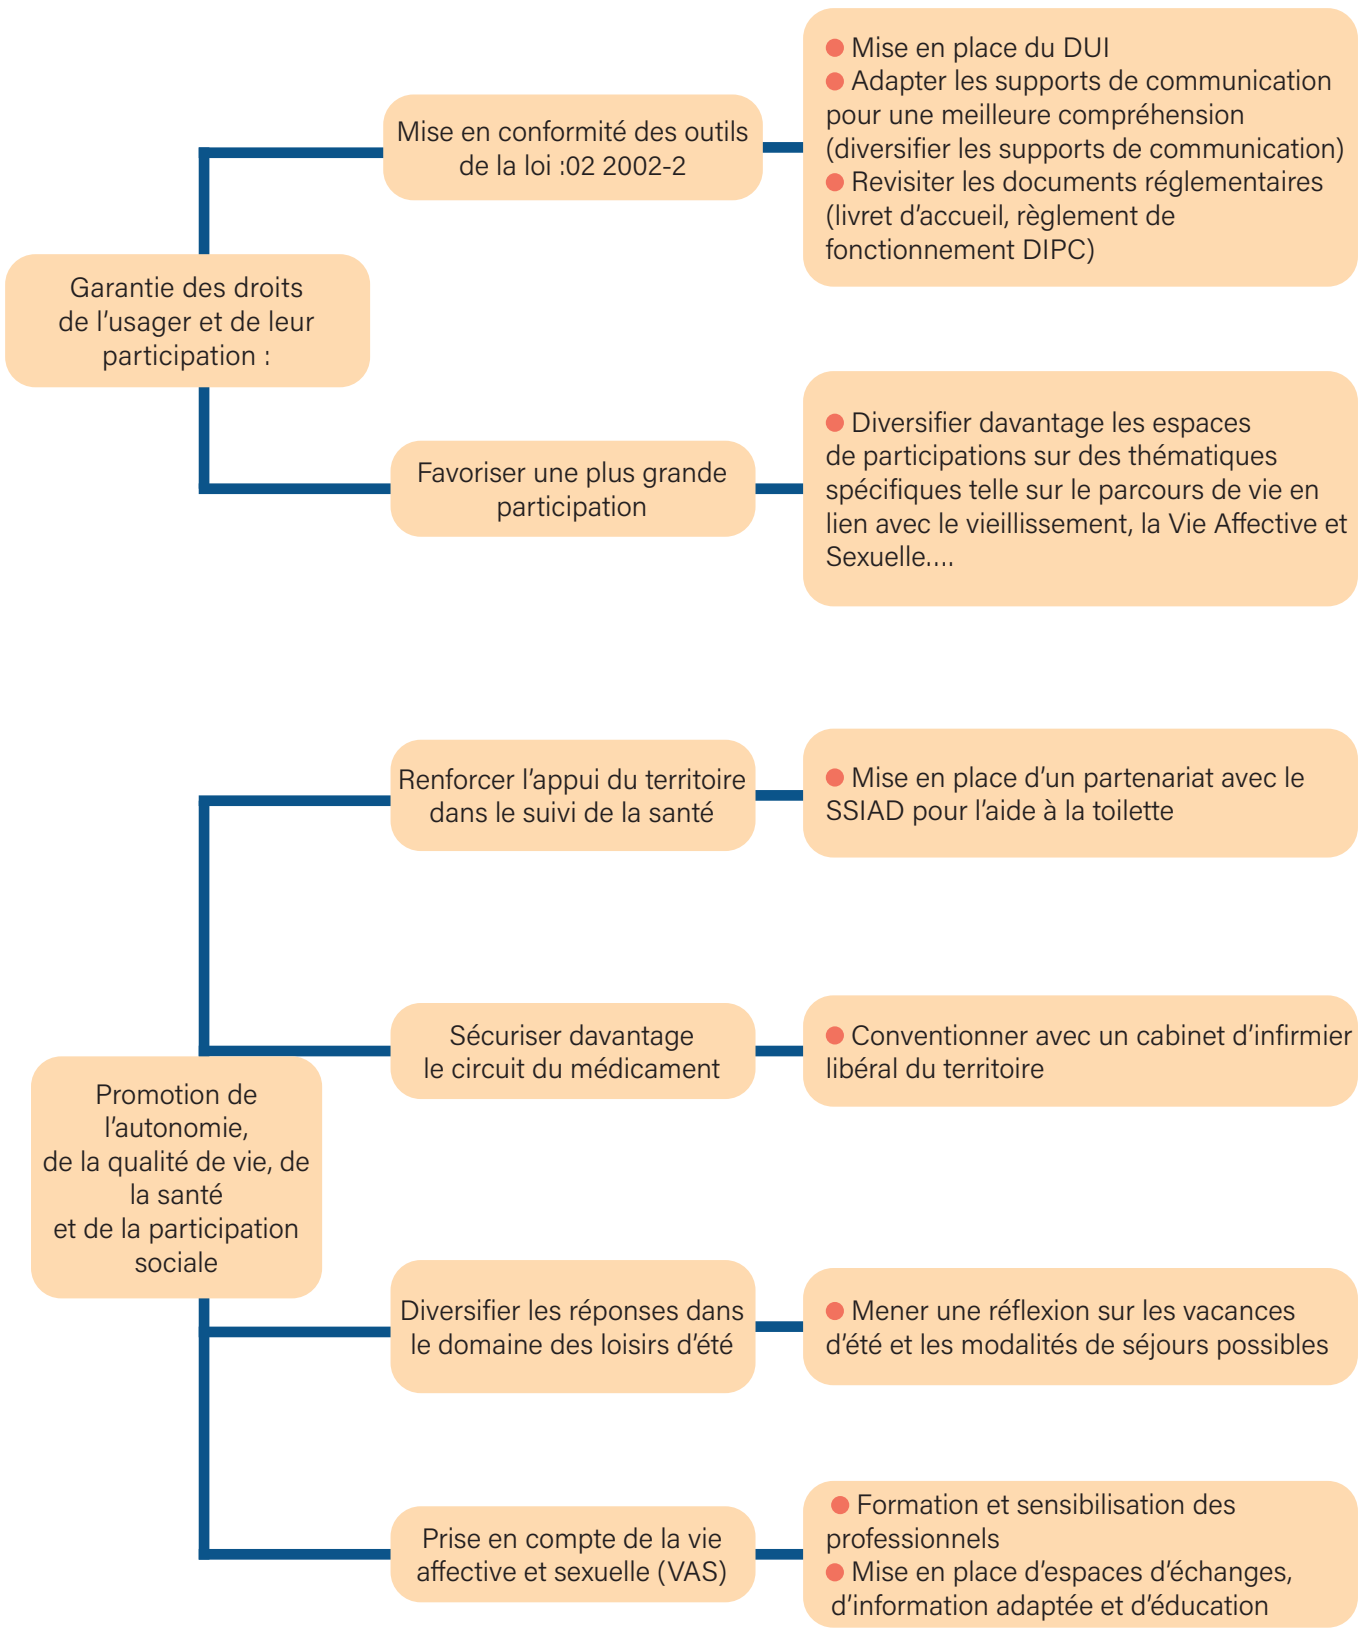 Garantie des droits
de l'usager et de leur
participation :
Mise en conformité des outils
de la loi :02 2002-2
● Mise en place du DUI
● Adapter les supports de communication
pour une meilleure compréhension
(diversifier les supports de communication)
● Revisiter les documents réglementaires
(livret d'accueil, règlement de
fonctionnement DIPC)
Favoriser une plus grande
participation
● Diversifier davantage les espaces
de participations sur des thématiques
spécifiques telle sur le parcours de vie en
lien avec le vieillissement, la Vie Affective et
Sexuelle....
Promotion de
l'autonomie,
de la qualité de vie, de
la santé
et de la participation
sociale
Renforcer l'appui du territoire
dans le suivi de la santé
● Mise en place d'un partenariat avec le
SSIAD pour l'aide à la toilette
Sécuriser davantage
le circuit du médicament
● Conventionner avec un cabinet d'infirmier
libéral du territoire
Diversifier les réponses dans
le domaine des loisirs d'été
● Mener une réflexion sur les vacances
d'été et les modalités de séjours possibles
Prise en compte de la vie
affective et sexuelle (VAS)
● Formation et sensibilisation des
professionnels
● Mise en place d'espaces d'échanges,
d'information adaptée et d'éducation